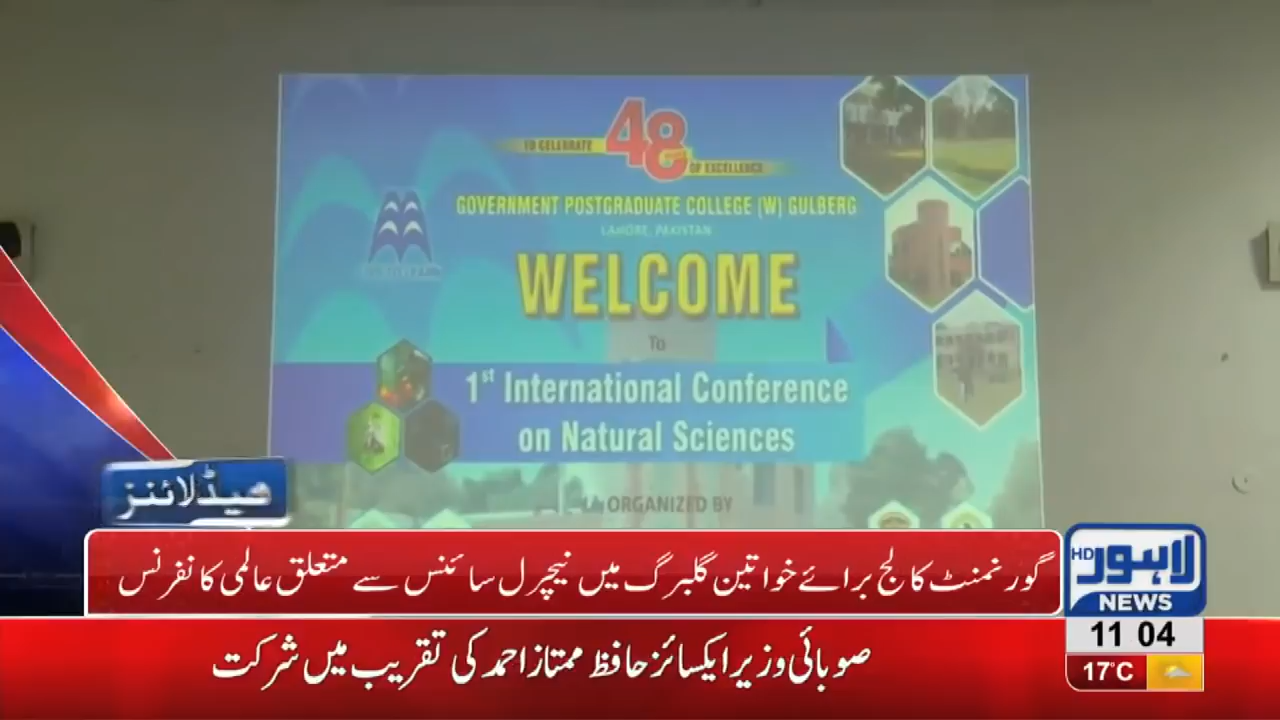 TO CELEBRATE 48 OF EXCELLENCE
GOVERNMENT POSTGRADUATE COLLEGE (W) GULBERG
LAHORE, PAKISTAN
WELCOME
To
1st International Conference
on Natural Sciences
ORGANIZED BY
ہیڈلائنز
گورنمنٹ کالج برائے خواتین گلبرگ میں نیچرل سائنس سے متعلق عالمی کانفرنس
صوبائی وزیر ایکسائز حافظ ممتاز احمد کی تقریب میں شرکت
لاہور HD
NEWS
11 04
17°C